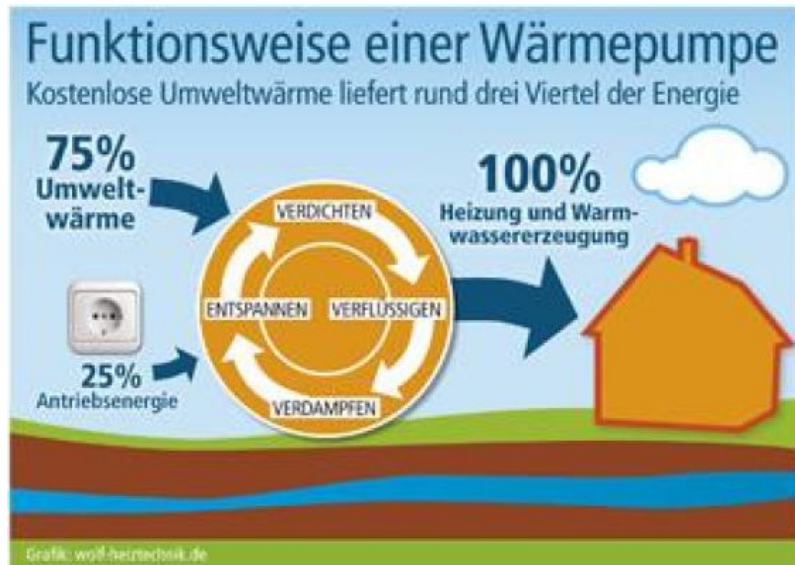 Funktionsweise einer Wärmepumpe
Kostenlose Umweltwärme liefert rund drei Viertel der Energie
75%
Umwelt-
wärme
100%
Heizung und Warm-
wassererzeugung
VERDICHTEN
ENTSPANNEN
VERFLÜSSIGEN
VERDAMPFEN
25%
Antriebsenergie
Grafik: wolf-heiztechnik.de